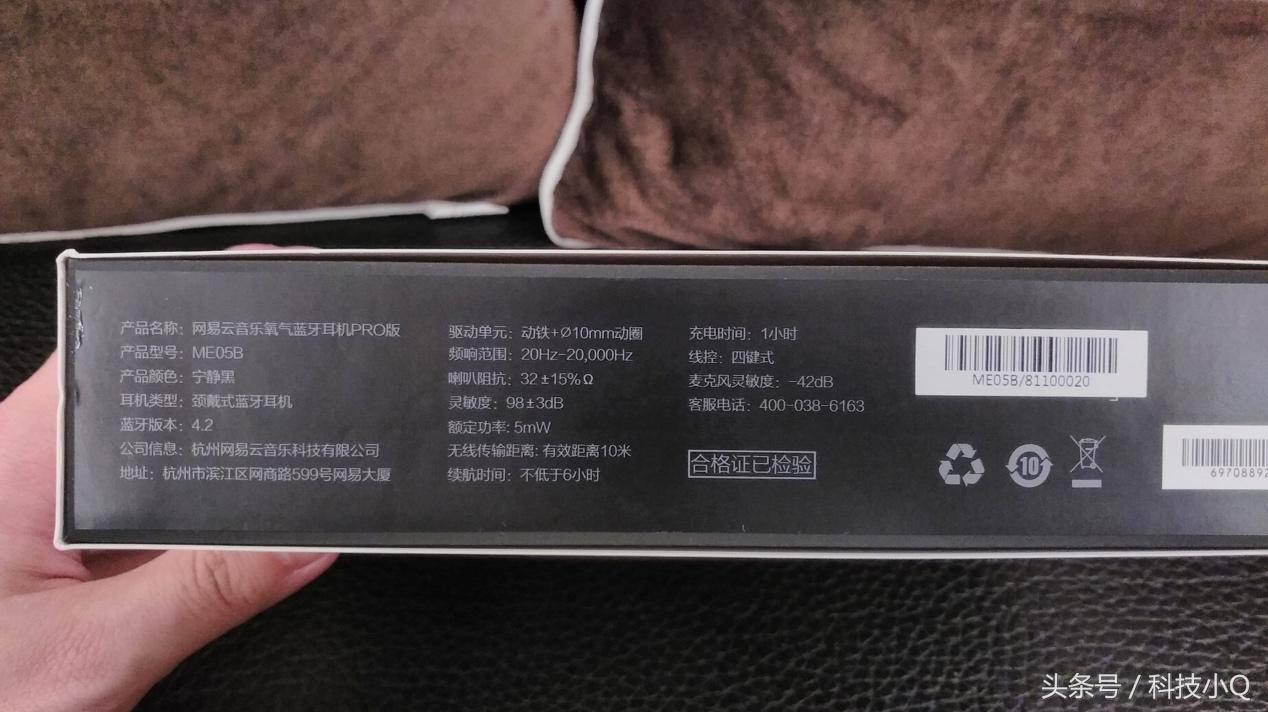 产品名称：网易云音乐氧气蓝牙耳机PRO版
产品型号：ME05B
产品颜色：宁静黑
耳机类型：颈戴式蓝牙耳机
蓝牙版本：4.2
公司信息：杭州网易云音乐科技有限公司
地址：杭州市滨江区网商路599号网易大厦
驱动单元：动铁+Ø10mm动圈
频响范围：20Hz-20,000Hz
喇叭阻抗：32±15%Ω
灵敏度：98±3dB
额定功率: 5mW
无线传输距离: 有效距离10米
续航时间：不低于6小时
充电时间：1小时
线控：四键式
麦克风灵敏度：-42dB
客服电话：400-038-6163
合格证已检验
ME05B/81100020
10
69708892
头条号 / 科技小Q